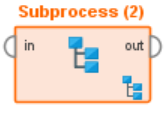 Subprocess (2)
in out